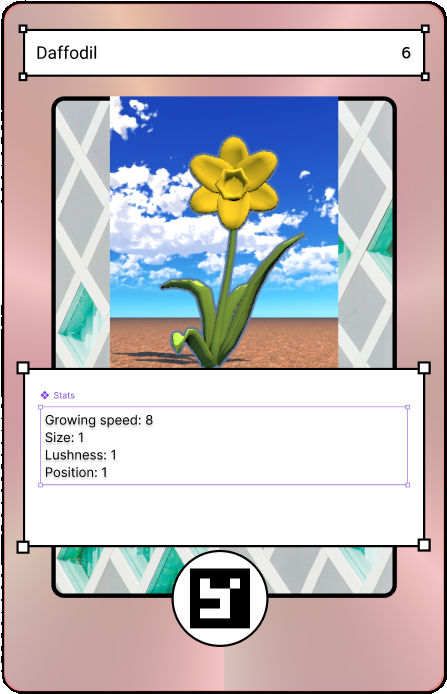 Daffodil 6
Stats
Growing speed: 8
Size: 1
Lushness: 1
Position: 1